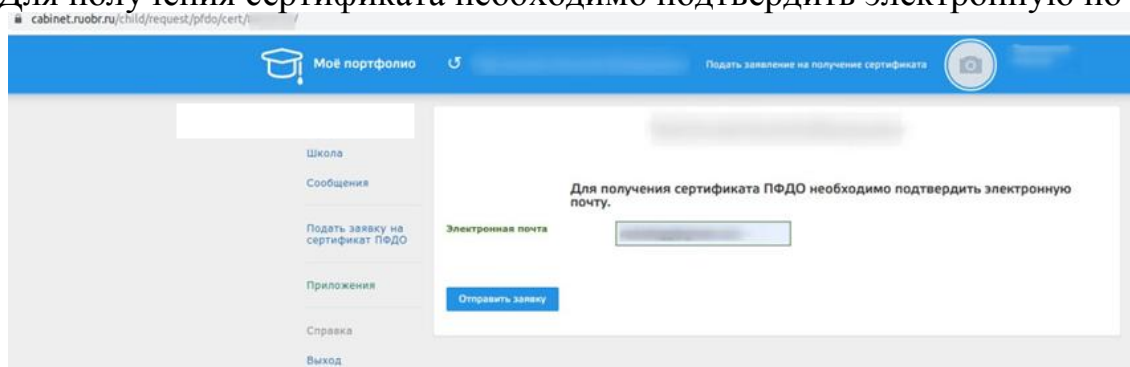 Для получения сертификата необходимо подтвердить электронную по
cabinet.ruobr.ru/child/request/pfdo/cert/
Моё портфолио
Подать заявление на получение сертификата
Школа
Сообщения
Для получения сертификата ПФДО необходимо подтвердить электронную
почту.
Подать заявку на
сертификат ПФДО
Электронная почта
Приложения
Отправить заявку
Справка
Выход